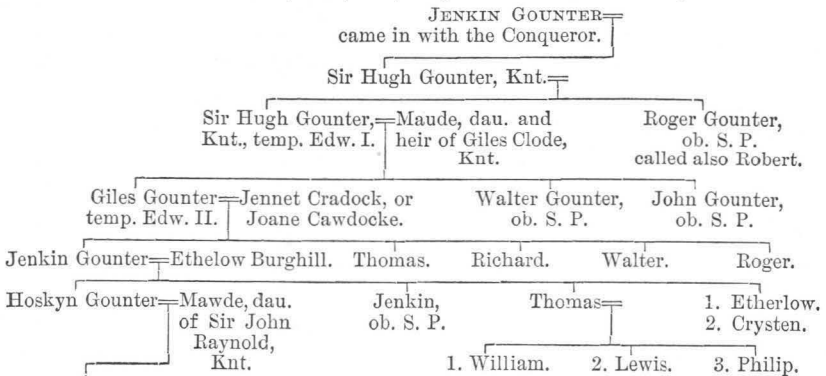 JENKIN GOUNTER
came in with the Conqueror.
Sir Hugh Gounter, Knt.
Sir Hugh Gounter, Maude, dau. and Roger Gounter,
Knt., temp. Edw. I. heir of Giles Clode, ob. S. P.
Knt. called also Robert.
Giles Gounter Jennet Cradock, or Walter Gounter, John Gounter,
temp. Edw. II. Joane Cawdocke. ob. S. P. ob. S. P.
Jenkin Gounter Ethelow Burghill. Thomas. Richard. Walter. Roger.
Hoskyn Gounter Mawde, dau. Jenkin, Thomas 1. Etherlow.
of Sir John ob. S. P. 2. Crysten.
Raynold,
Knt. 1. William. 2. Lewis. 3. Philip.